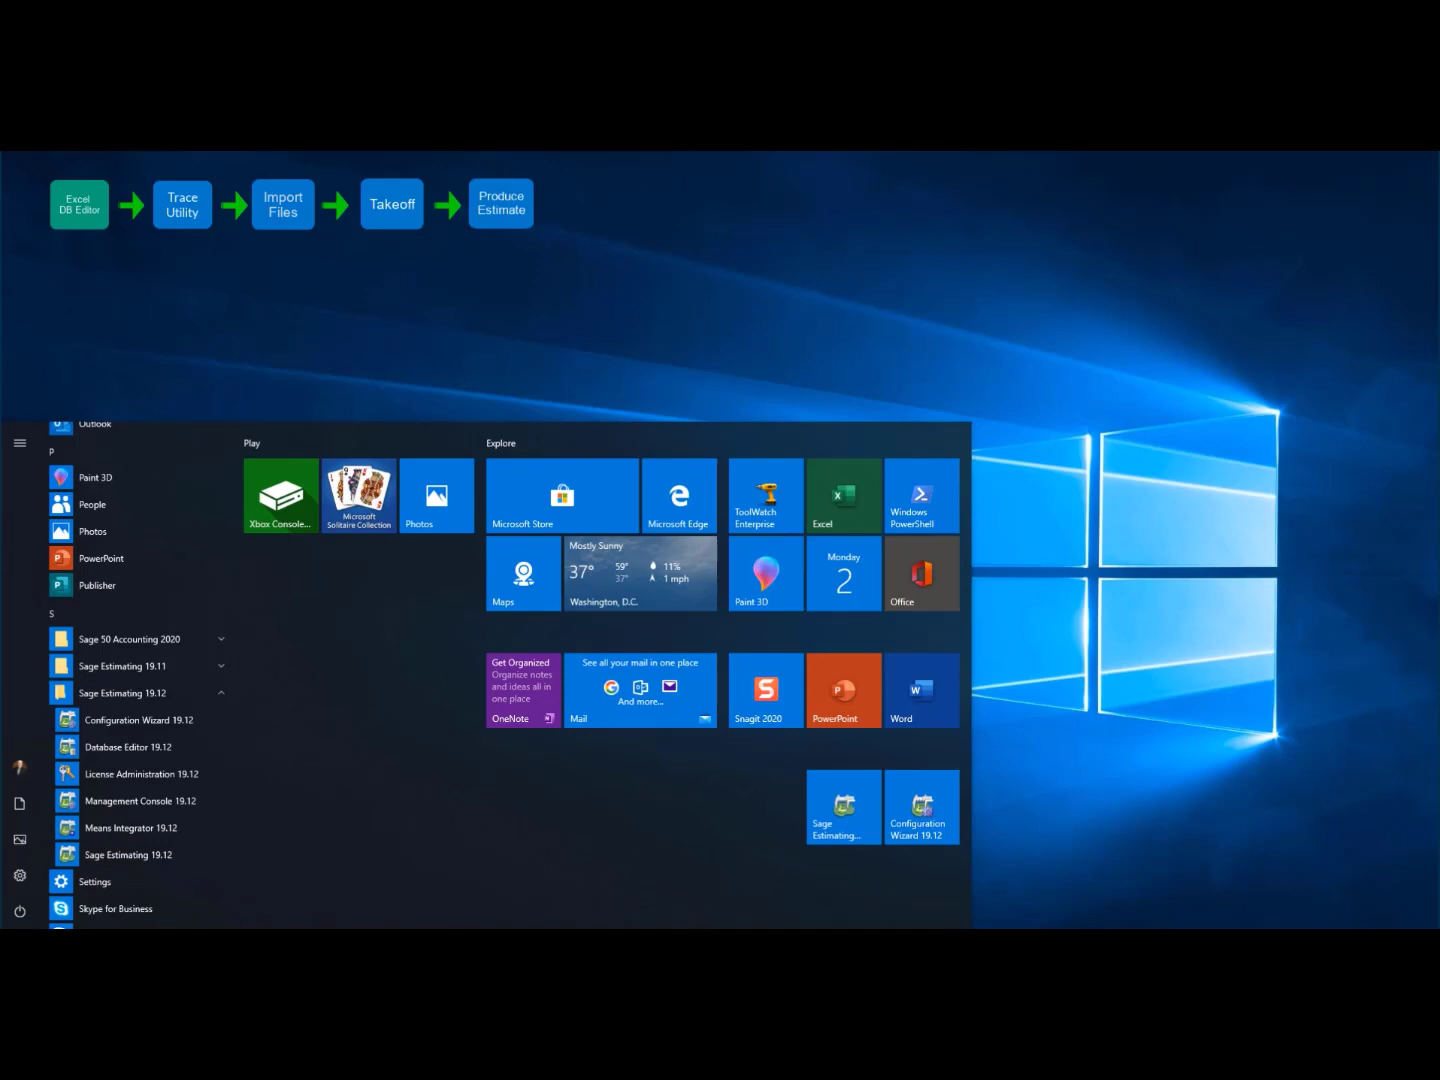 Excel
DB Editor
Trace
Utility
Import
Files
Takeoff
Produce
Estimate
Outlook
P
Paint 3D
People
Photos
PowerPoint
Publisher
S
Sage 50 Accounting 2020
Sage Estimating 19.11
Sage Estimating 19.12
Configuration Wizard 19.12
Database Editor 19.12
License Administration 19.12
Management Console 19.12
Means Integrator 19.12
Sage Estimating 19.12
Settings
Skype for Business
Play
Xbox Console...
Microsoft
Solitaire Collection
Photos
Explore
Microsoft Store
Microsoft Edge
Maps
Mostly Sunny
37°
59°
37°
11%
1 mph
Washington, D.C.
Get Organized
Organize notes
and ideas all in
one place
OneNote
See all your mail in one place
And more...
Mail
ToolWatch
Enterprise
Excel
Windows
PowerShell
Paint 3D
Monday
2
Office
Snagit 2020
PowerPoint
Word
Sage
Estimating...
Configuration
Wizard 19.12